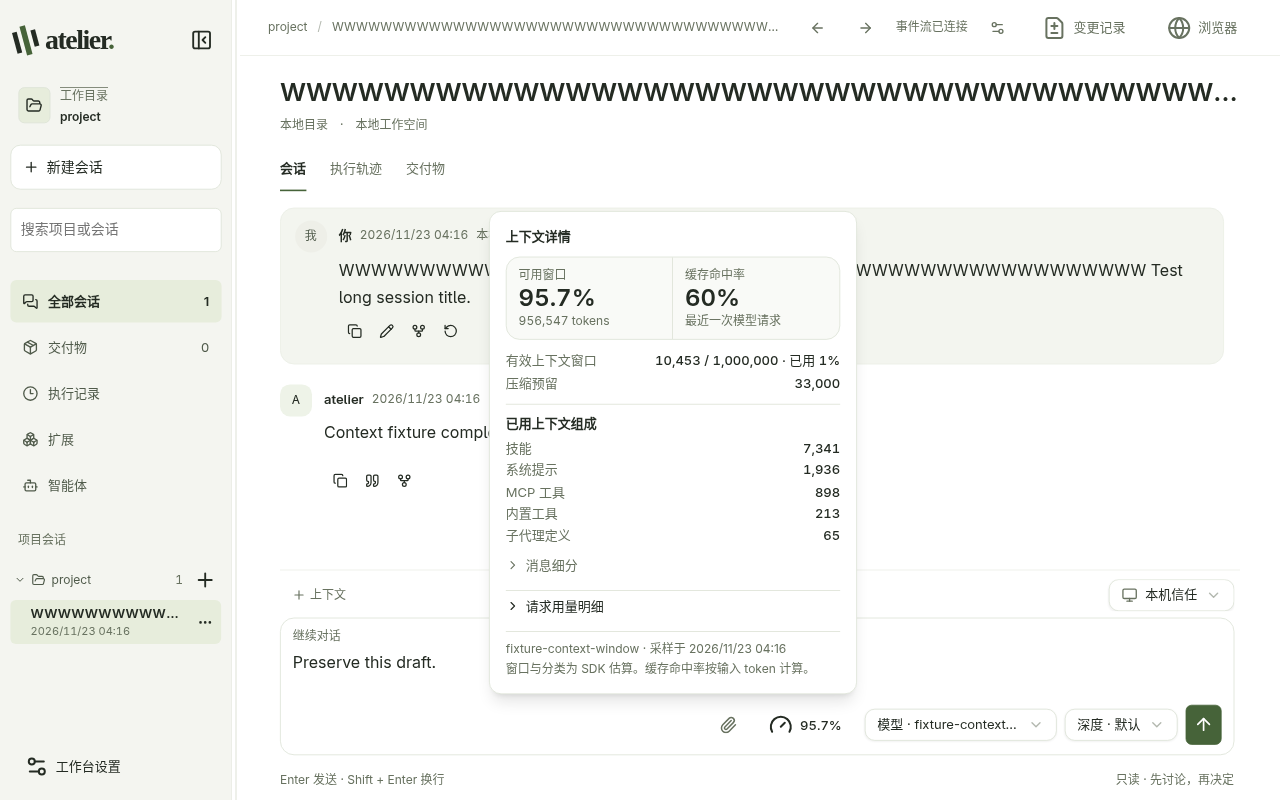 atelier.
工作目录
project
新建会话
搜索项目或会话
全部会话 1
交付物 0
执行记录
扩展
智能体
项目会话
project 1
WWWWWWWWWW...
2026/11/23 04:16
工作台设置
project / WWWWWWWWWWWWWWWWWWWWWWWWWWWWWWWWWWWW...
事件流已连接
变更记录
浏览器
WWWWWWWWWWWWWWWWWWWWWWWWWWWWWWWWWWWW...
本地目录 · 本地工作空间
会话 执行轨迹 交付物
我 你 2026/11/23 04:16 本
WWWWWWWWWW WWWWWWWWWWWWWWWWWW Test
long session title.
A atelier 2026/11/23 04:16
Context fixture compl
上下文详情
可用窗口
95.7%
956,547 tokens
缓存命中率
60%
最近一次模型请求
有效上下文窗口 10,453 / 1,000,000 · 已用 1%
压缩预留 33,000
已用上下文组成
技能 7,341
系统提示 1,936
MCP 工具 898
内置工具 213
子代理定义 65
消息细分
请求用量明细
fixture-context-window · 采样于 2026/11/23 04:16
窗口与分类为 SDK 估算。缓存命中率按输入 token 计算。
上下文
本机信任
继续对话
Preserve this draft.
95.7%
模型 · fixture-context...
深度 · 默认
Enter 发送 · Shift + Enter 换行
只读 · 先讨论，再决定